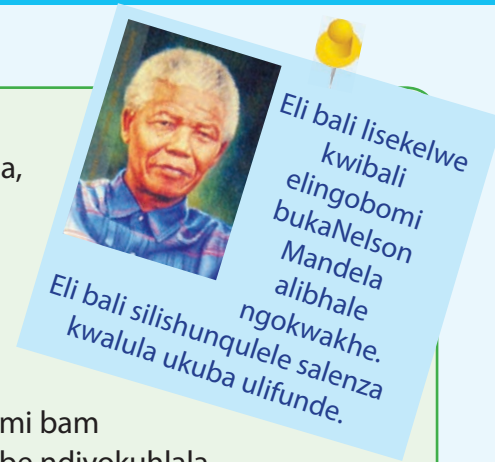 a,
Eli bali lisekelwe
kwibali
elingobomi
bukaNelson
Mandela
alibhale
ngokwakhe.
Eli bali silishunqulele salenza
kwalula ukuba ulifunde.
mi bam